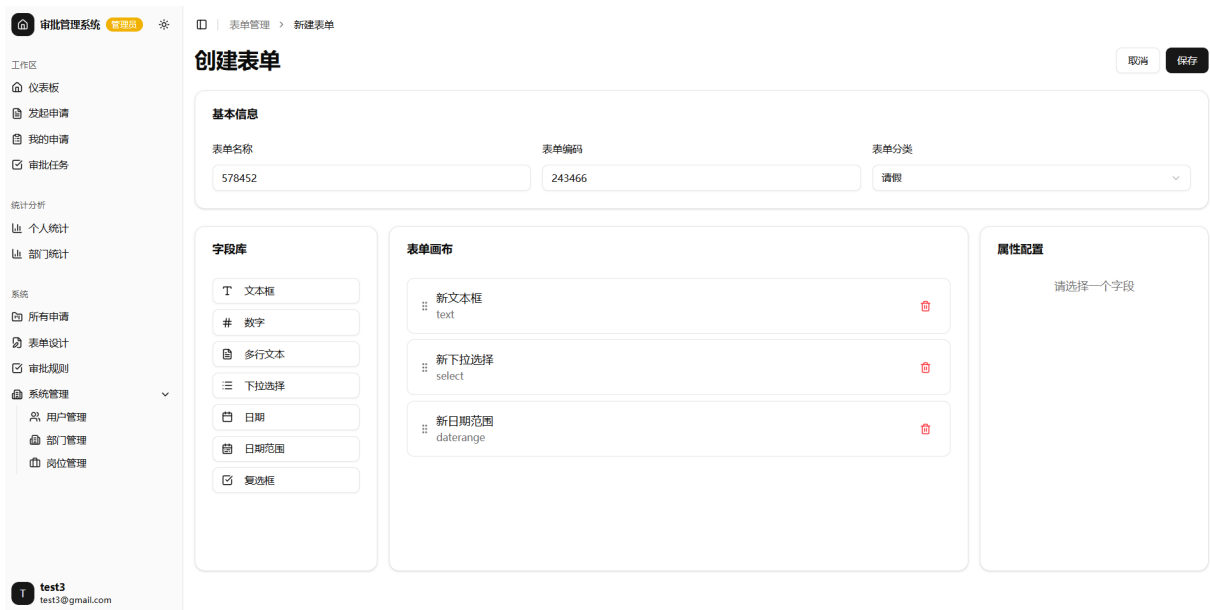 审批管理系统 管理员
工作区
仪表板
发起申请
我的申请
审批任务
统计分析
个人统计
部门统计
系统
所有申请
表单设计
审批规则
系统管理
用户管理
部门管理
岗位管理
T
test3
test3@gmail.com
表单管理 > 新建表单
创建表单
取消 保存
基本信息
表单名称 表单编码 表单分类
578452 243466 请假
字段库
文本框
数字
多行文本
下拉选择
日期
日期范围
复选框
表单画布
新文本框
text
新下拉选择
select
新日期范围
daterange
属性配置
请选择一个字段